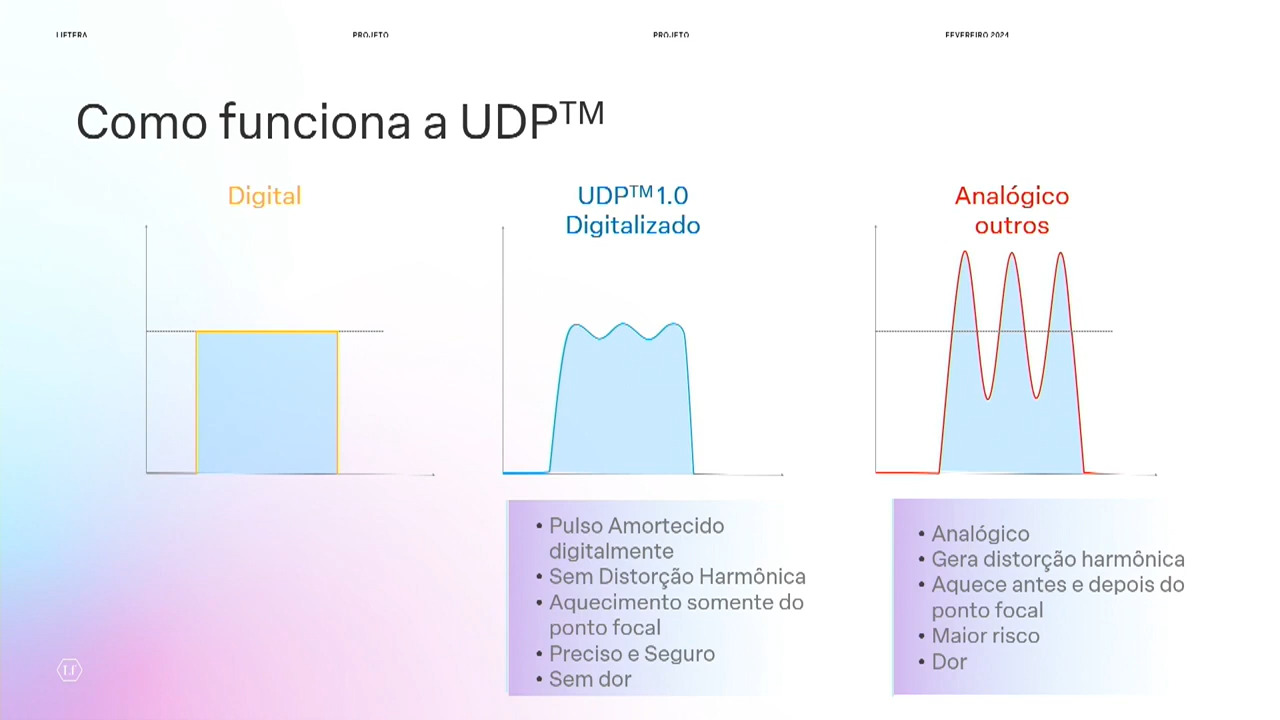 LIFTERA
PROJETO
PROJETO
FEVEREIRO 2024
Como funciona a UDP™
Digital
UDP™ 1.0
Digitalizado
Analógico
outros
• Pulso Amortecido
digitalmente
• Sem Distorção Harmônica
• Aquecimento somente do
ponto focal
• Preciso e Seguro
• Sem dor
• Analógico
• Gera distorção harmônica
• Aquece antes e depois do
ponto focal
• Maior risco
• Dor
Lf